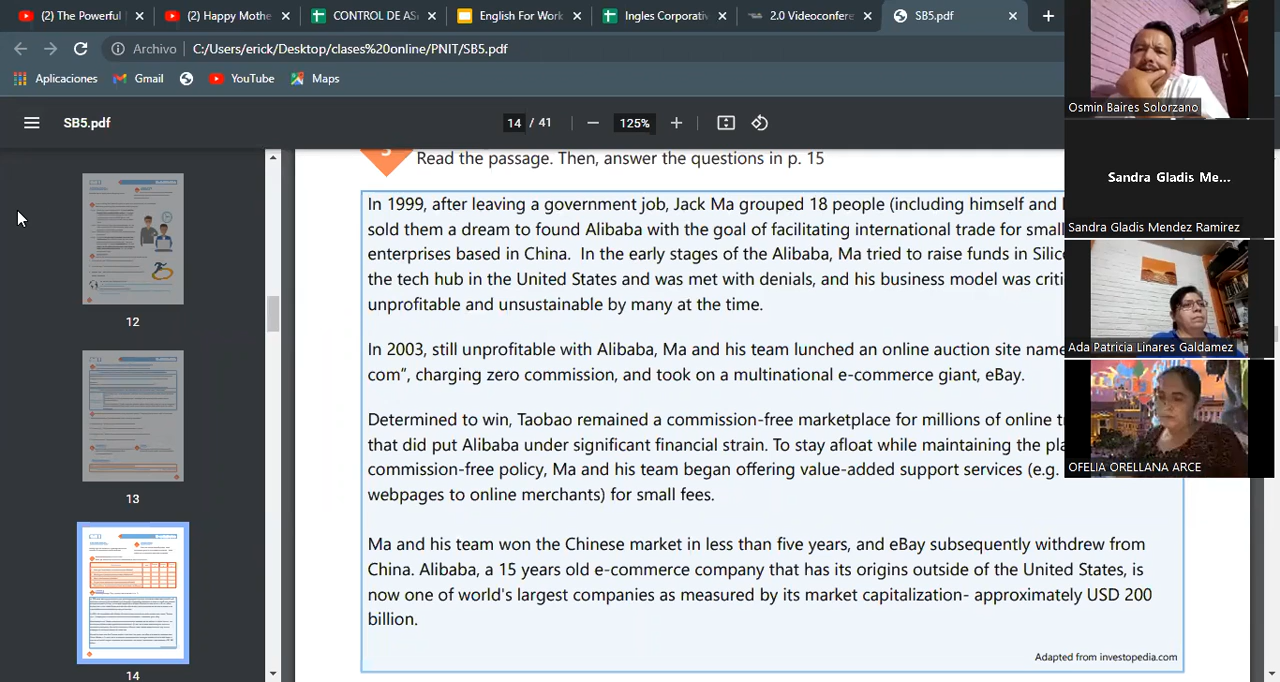 (2) The Powerful
(2) Happy Mothe
CONTROL DE AS
English For Work
Ingles Corporativ
2.0 Videoconfere
SB5.pdf
Archivo C:/Users/erick/Desktop/clases%20online/PNIT/SB5.pdf
Aplicaciones Gmail YouTube Maps
SB5.pdf 14 / 41 125%
12
13
14
Read the passage. Then, answer the questions in p. 15
In 1999, after leaving a government job, Jack Ma grouped 18 people (including himself and
sold them a dream to found Alibaba with the goal of facilitating international trade for small
enterprises based in China. In the early stages of the Alibaba, Ma tried to raise funds in Silic
the tech hub in the United States and was met with denials, and his business model was criti
unprofitable and unsustainable by many at the time.
In 2003, still unprofitable with Alibaba, Ma and his team lunched an online auction site name
com”, charging zero commission, and took on a multinational e-commerce giant, eBay.
Determined to win, Taobao remained a commission-free marketplace for millions of online t
that did put Alibaba under significant financial strain. To stay afloat while maintaining the pla
commission-free policy, Ma and his team began offering value-added support services (e.g.
webpages to online merchants) for small fees.
Ma and his team Chinese market in less than years, and eBay subsequently withdrew from
China. Alibaba, a 15 old e-commerce company its origins outside of the United States, is
now one of world's largest companies as measured by its market capitalization- approximately USD 200
billion.
Adapted from investopedia.com
Osmin Baires Solorzano
Sandra Gladis Me...
Sandra Gladis Mendez Ramirez
Ada Patricia Linares Galdamez
OFELIA ORELLANA ARCE